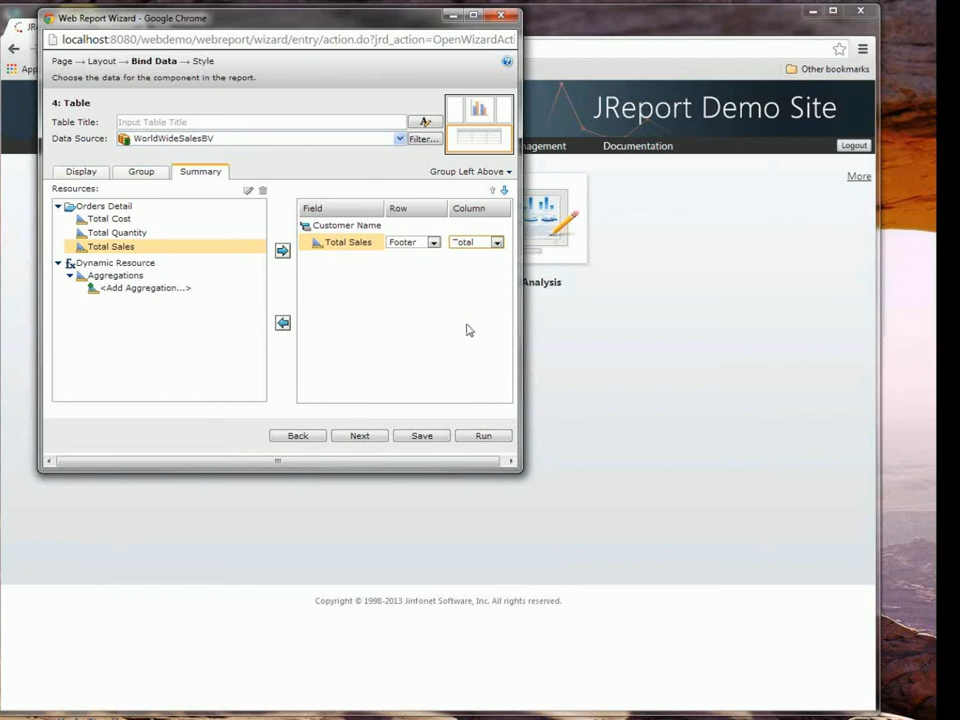 Web Report Wizard - Google Chrome
localhost:8080/webdemo/webreport/wizard/entry/action.do?jrd_action=OpenWizardActi
Page → Layout → Bind Data → Style
Choose the data for the component in the report.
4: Table
Table Title: Input Table Title
Data Source: WorldWideSalesBV Filter...
Display Group Summary Group Left Above
Resources:
Orders Detail
Total Cost
Total Quantity
Total Sales
Dynamic Resource
Aggregations
<Add Aggregation...>
Field Row Column
Customer Name
Total Sales Footer Total
Back Next Save Run
Other bookmarks
JReport Demo Site
Documentation Logout
More
Analysis
Copyright © 1998-2013 Jinfonet Software, Inc. All rights reserved.